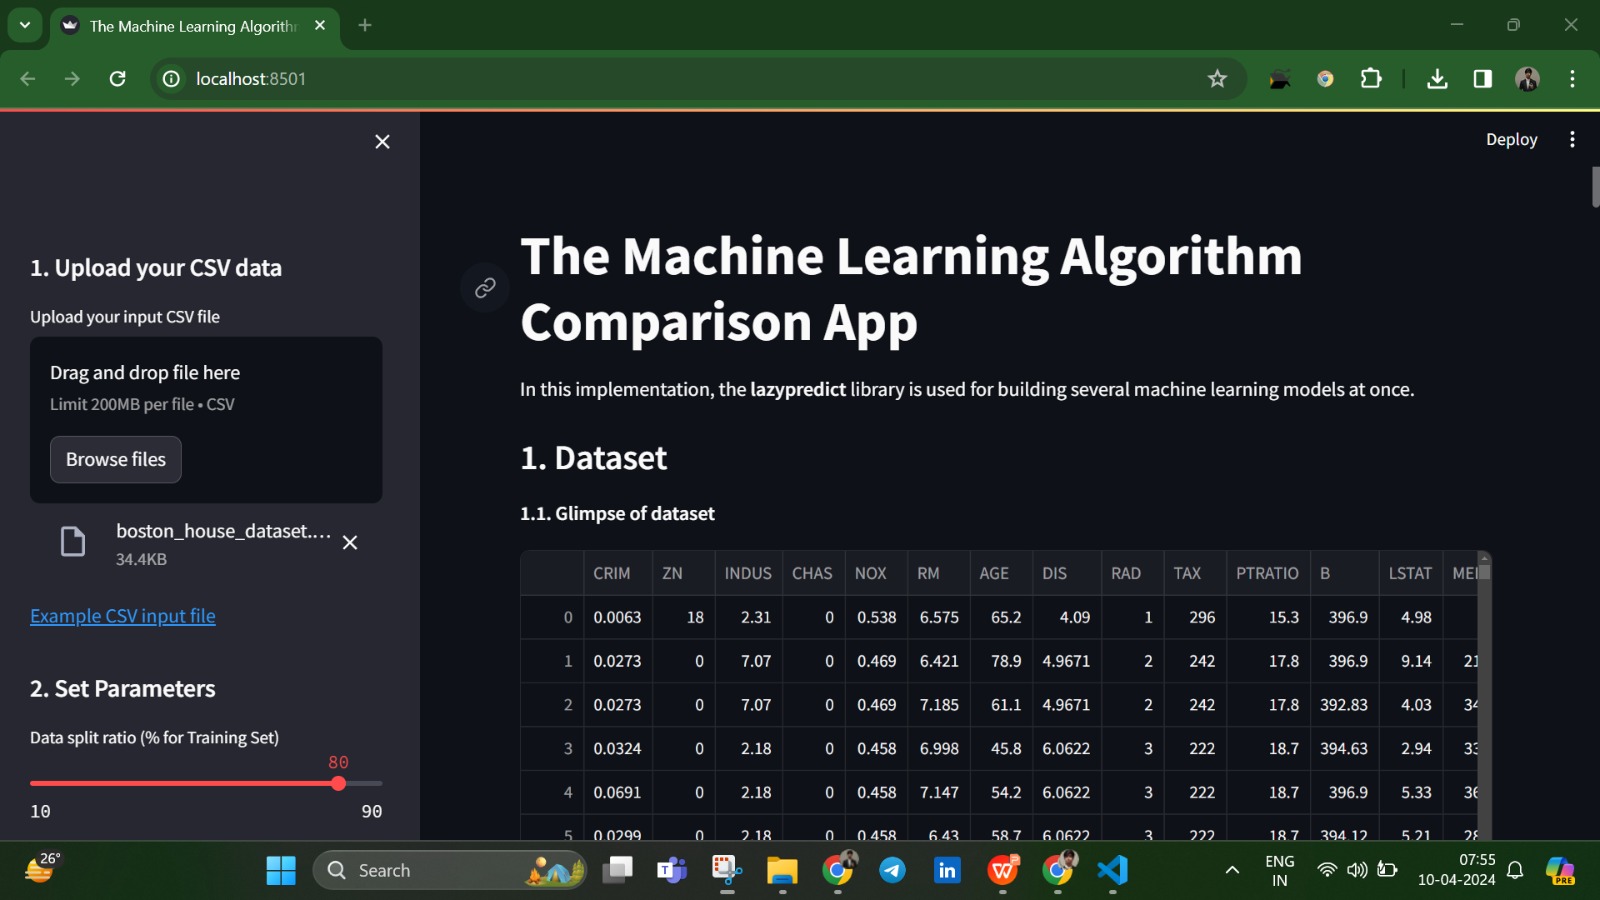 The Machine Learning Algorithm
localhost:8501
Deploy
1. Upload your CSV data
Upload your input CSV file
Drag and drop file here
Limit 200MB per file • CSV
Browse files
boston_house_dataset....
34.4KB
Example CSV input file
2. Set Parameters
Data split ratio (% for Training Set)
80
10 90
The Machine Learning Algorithm
Comparison App
In this implementation, the lazypredict library is used for building several machine learning models at once.
1. Dataset
1.1. Glimpse of dataset
CRIM ZN INDUS CHAS NOX RM AGE DIS RAD TAX PTRATIO B LSTAT ME
0 0.0063 18 2.31 0 0.538 6.575 65.2 4.09 1 296 15.3 396.9 4.98
1 0.0273 0 7.07 0 0.469 6.421 78.9 4.9671 2 242 17.8 396.9 9.14 21
2 0.0273 0 7.07 0 0.469 7.185 61.1 4.9671 2 242 17.8 392.83 4.03 34
3 0.0324 0 2.18 0 0.458 6.998 45.8 6.0622 3 222 18.7 394.63 2.94 33
4 0.0691 0 2.18 0 0.458 7.147 54.2 6.0622 3 222 18.7 396.9 5.33 36
5 0.0299 0 2.18 0 0.458 6.43 58.7 6.0622 3 222 18.7 394.12 5.21 28
26°
Search
ENG
IN
07:55
10-04-2024
PRE